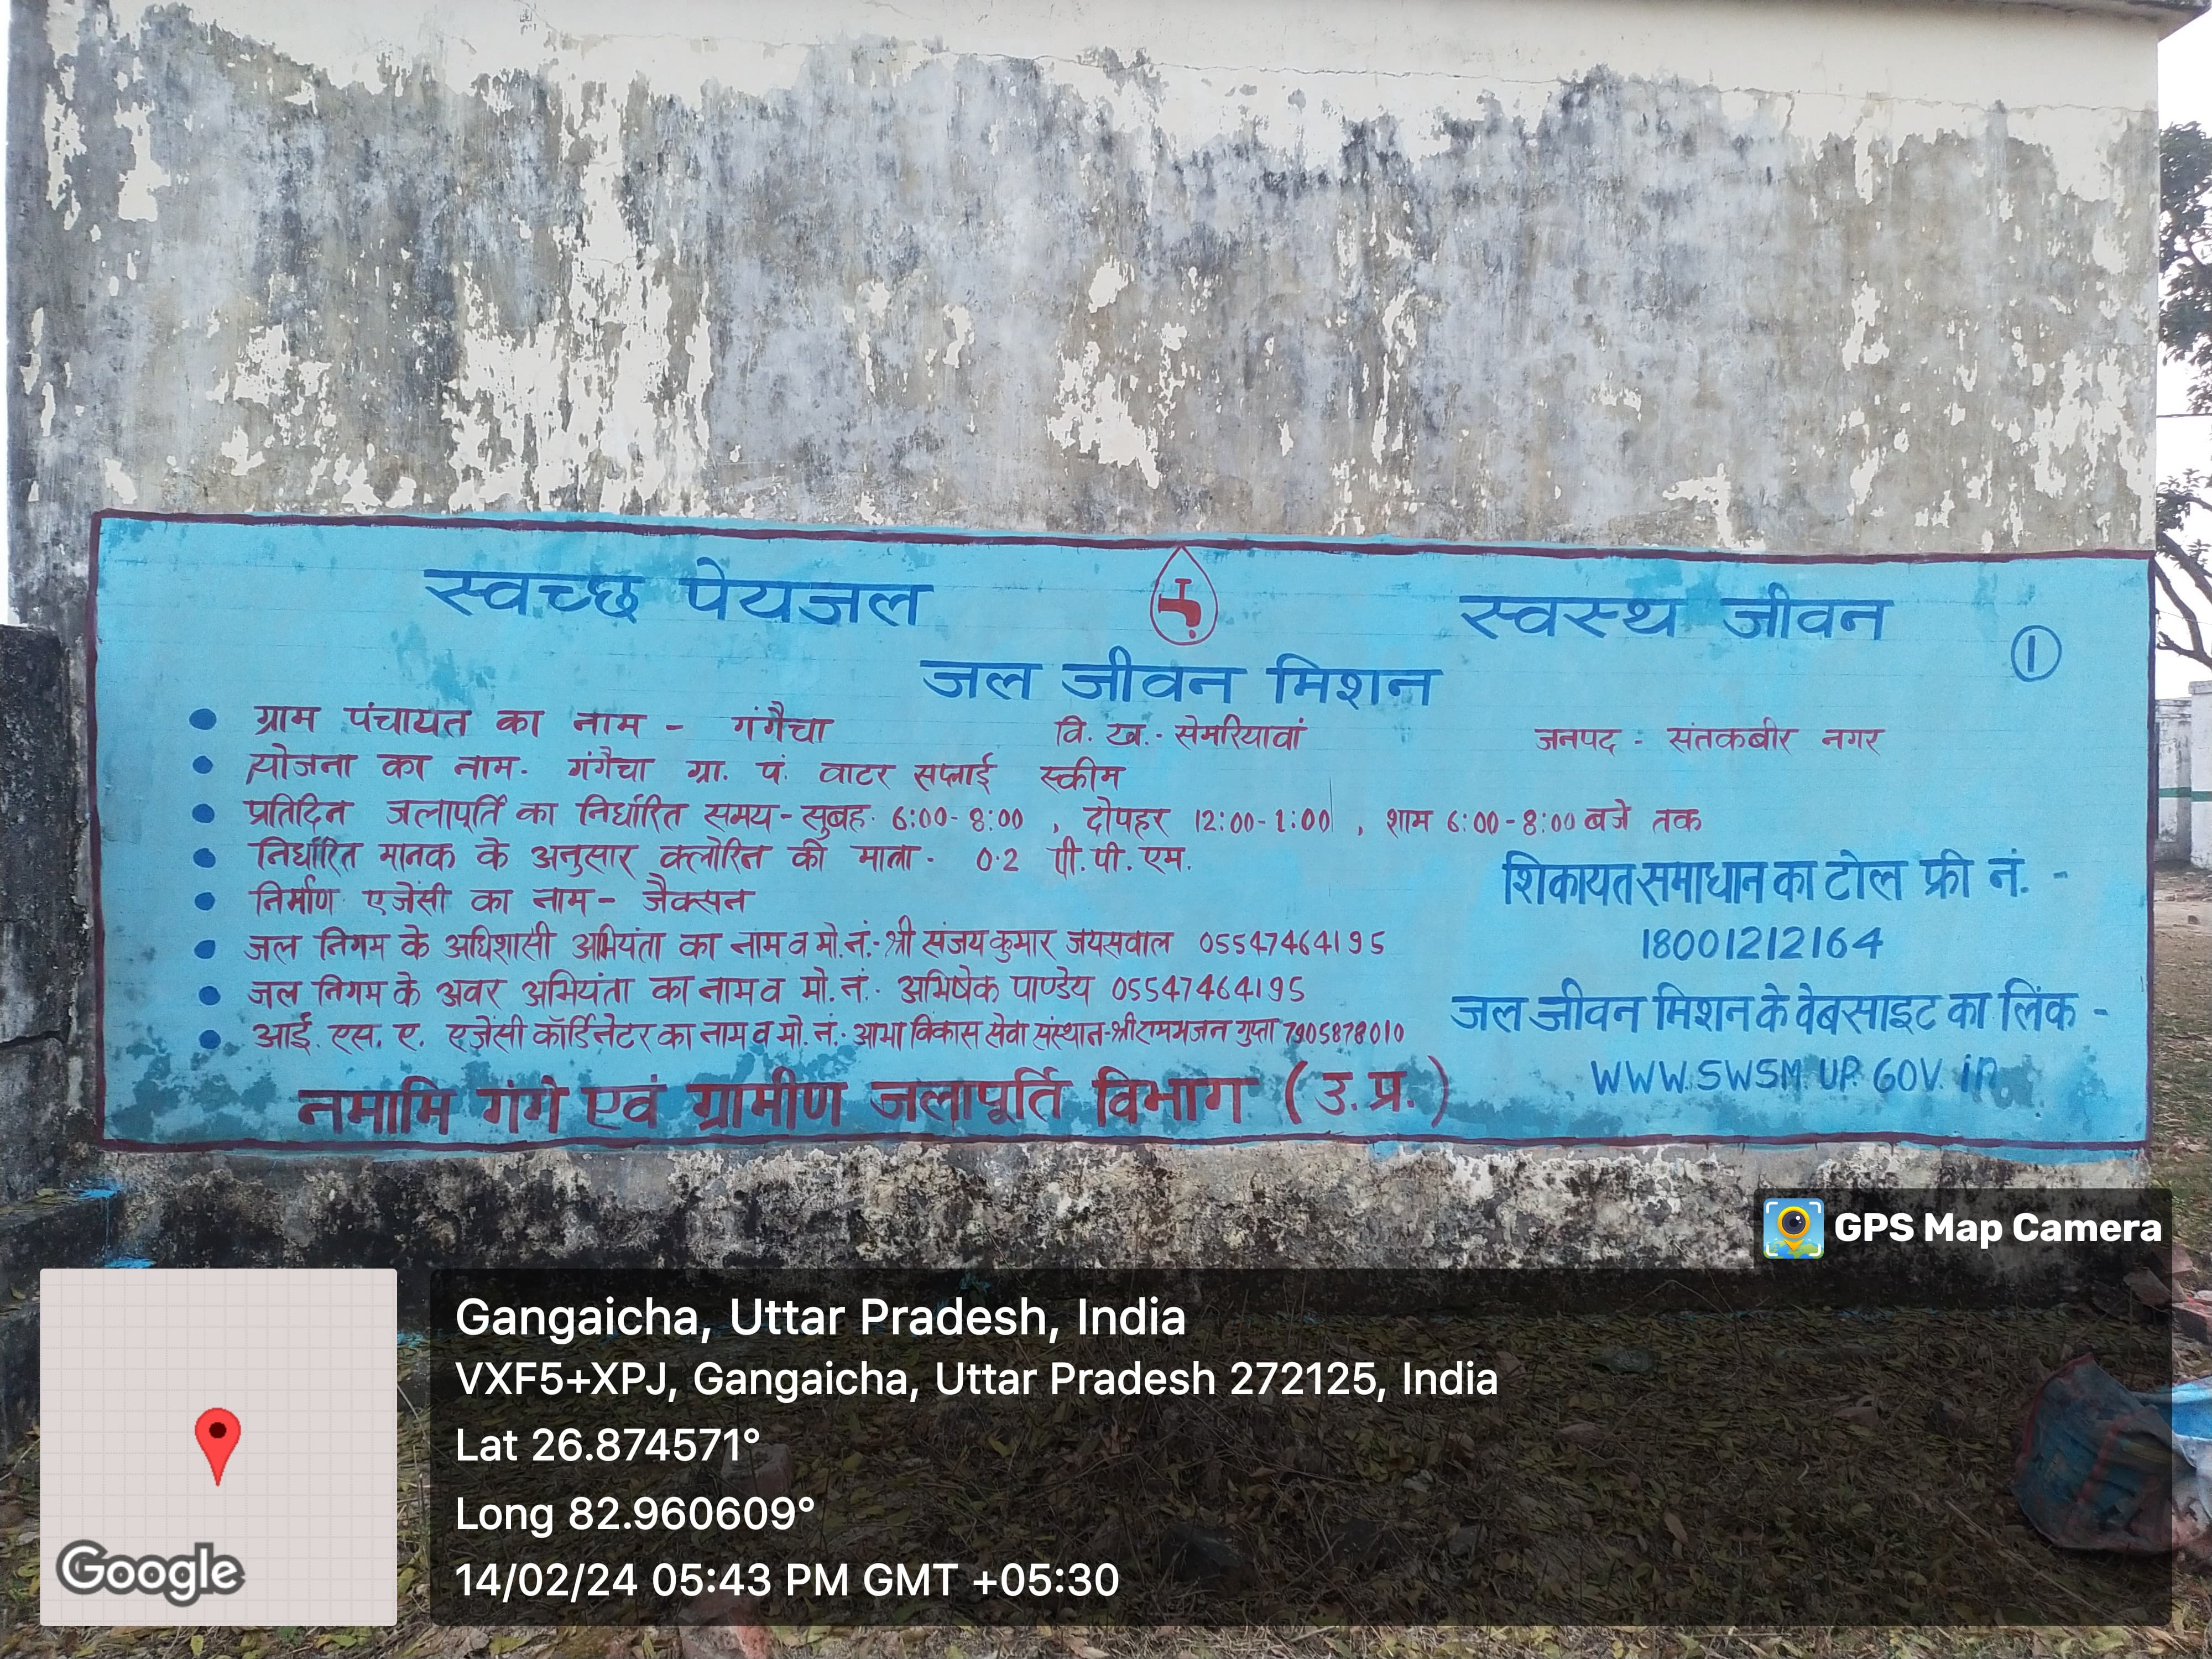 स्वच्छ पेयजल स्वस्थ जीवन
१
जल जीवन मिशन
ग्राम पंचायत का नाम - गंगैचा वि. ख.- सेमरियावां जनपद - संतकबीर नगर
योजना का नाम. गंगैचा ग्रा. पं. वाटर सप्लाई स्कीम
प्रतिदिन जलापूर्ति का निर्धारित समय - सुबह 6:00-8:00 , दोपहर 12:00-1:00 , शाम 6:00-8:00 बजे तक
निर्धारित मानक के अनुसार क्लोरिन की मात्रा - 0.2 पी. पी. एम.
निर्माण एजेंसी का नाम - जैक्सन
जल निगम के अधिशासी अभियंता का नाम व मो. नं.- श्री संजय कुमार जयसवाल 05547464195
जल निगम के अवर अभियंता का नाम व मो. नं.- अभिषेक पाण्डेय 05547464195
आई. एस. ए. एजेंसी कॉर्डिनेटर का नाम व मो. नं.- आभा विकास सेवा संस्थान-श्री रामभजन गुप्ता 7905878010
नमामि गंगे एवं ग्रामीण जलापूर्ति विभाग ( उ. प्र. )
शिकायत समाधान का टोल फ्री नं. -
18001212164
जल जीवन मिशन के वेबसाइट का लिंक -
WWW.SWSM.UP.GOV.in
GPS Map Camera
Gangaicha, Uttar Pradesh, India
VXF5+XPJ, Gangaicha, Uttar Pradesh 272125, India
Lat 26.874571°
Long 82.960609°
14/02/24 05:43 PM GMT +05:30
Google